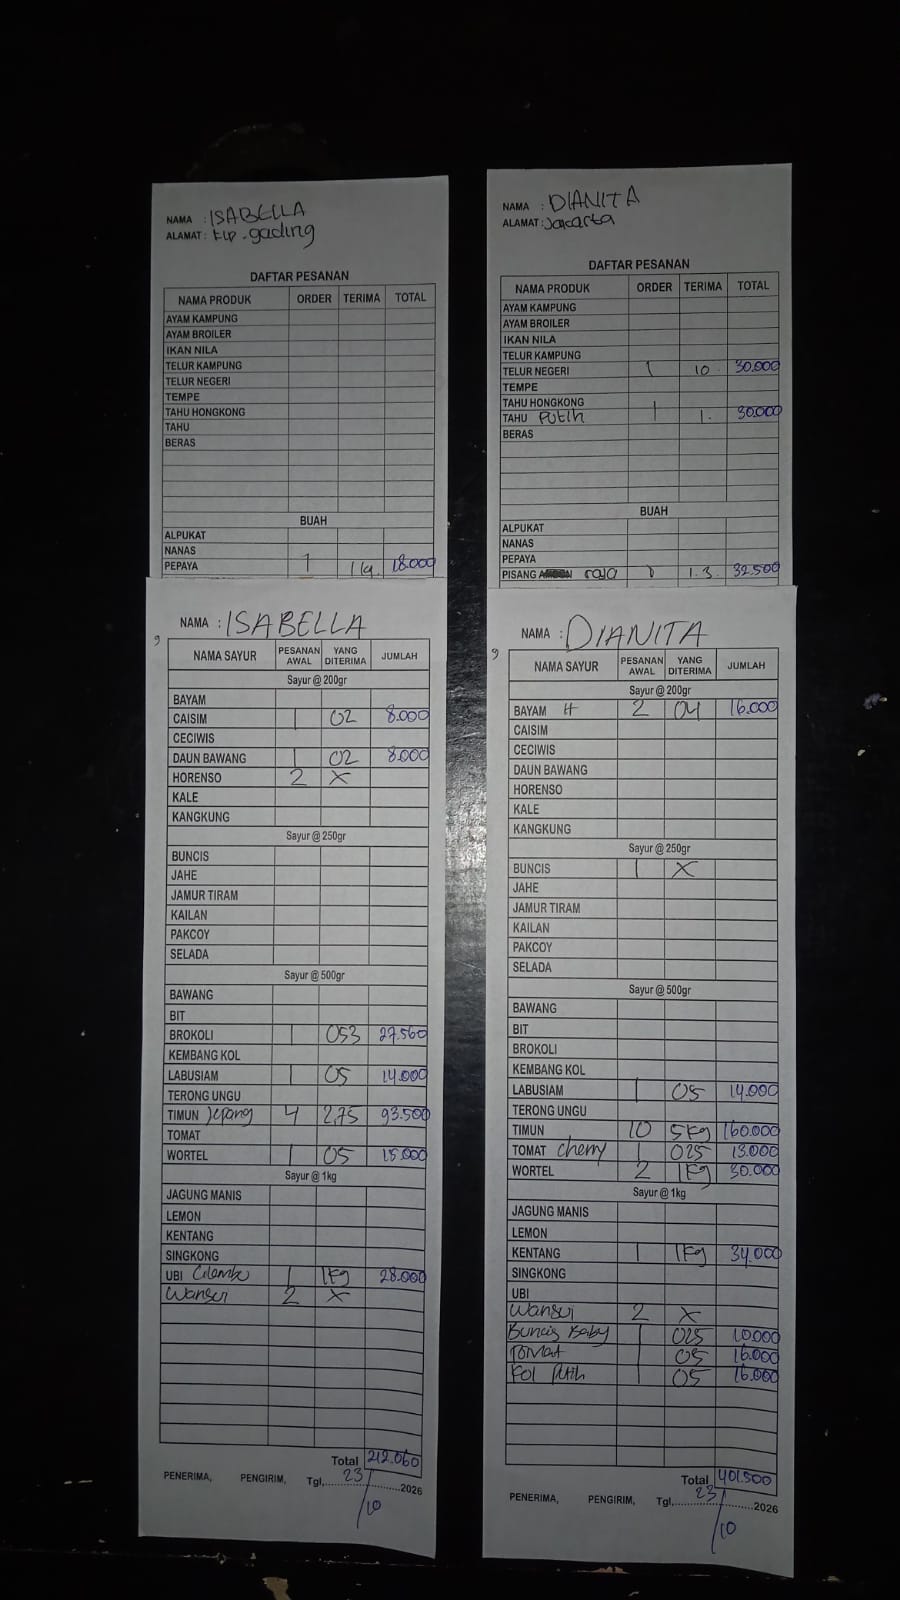 NAMA : ISABELLA
ALAMAT : Klp. gading
DAFTAR PESANAN
NAMA PRODUK ORDER TERIMA TOTAL
AYAM KAMPUNG
AYAM BROILER
IKAN NILA
TELUR KAMPUNG
TELUR NEGERI
TEMPE
TAHU HONGKONG
TAHU
BERAS
BUAH
ALPUKAT
NANAS
PEPAYA 1 18.000
NAMA : ISABELLA
NAMA SAYUR PESANAN AWAL YANG DITERIMA JUMLAH
Sayur @ 200gr
BAYAM
CAISIM 1 02 8.000
CECIWIS
DAUN BAWANG 1 02 8.000
HORENSO 2 X
KALE
KANGKUNG
Sayur @ 250gr
BUNCIS
JAHE
JAMUR TIRAM
KAILAN
PAKCOY
SELADA
Sayur @ 500gr
BAWANG
BIT
BROKOLI 1 053 27.560
KEMBANG KOL
LABUSIAM 1 05 14.000
TERONG UNGU
TIMUN Jepang 4 2,75 93.500
TOMAT
WORTEL 1 05 15.000
Sayur @ 1kg
JAGUNG MANIS
LEMON
KENTANG
SINGKONG
UBI Cilembu 1 1kg 28.000
Wansui 2 X
Total 212.060
PENERIMA, PENGIRIM, Tgl,......23/10......2026
NAMA : DIANITA
ALAMAT : Jakarta
DAFTAR PESANAN
NAMA PRODUK ORDER TERIMA TOTAL
AYAM KAMPUNG
AYAM BROILER
IKAN NILA
TELUR KAMPUNG
TELUR NEGERI 1 10 30.000
TEMPE
TAHU HONGKONG
TAHU Putih 1 1. 30.000
BERAS
BUAH
ALPUKAT
NANAS
PEPAYA
PISANG raja 1.3. 32.500
NAMA : DIANITA
NAMA SAYUR PESANAN AWAL YANG DITERIMA JUMLAH
Sayur @ 200gr
BAYAM H 2 04 16.000
CAISIM
CECIWIS
DAUN BAWANG
HORENSO
KALE
KANGKUNG
Sayur @ 250gr
BUNCIS 1 X
JAHE
JAMUR TIRAM
KAILAN
PAKCOY
SELADA
Sayur @ 500gr
BAWANG
BIT
BROKOLI
KEMBANG KOL
LABUSIAM 1 05 14.000
TERONG UNGU
TIMUN 10 5kg 160.000
TOMAT cherry 1 025 13.000
WORTEL 2 1kg 30.000
Sayur @ 1kg
JAGUNG MANIS
LEMON
KENTANG 1 1kg 34.000
SINGKONG
UBI
Wansui 2 X
Buncis Baby 1 025 10.000
Tomat 1 05 16.000
Kol Putih 1 05 16.000
Total 401.500
PENERIMA, PENGIRIM, Tgl,......23/10......2026